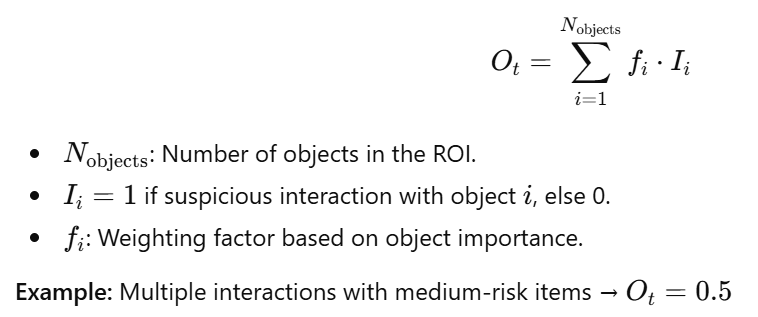 O_t = \sum_{i=1}^{N_{\text{objects}}} f_i \cdot I_i
• N_{\text{objects}}: Number of objects in the ROI.
• I_i = 1 if suspicious interaction with object i, else 0.
• f_i: Weighting factor based on object importance.
Example: Multiple interactions with medium-risk items → O_t = 0.5